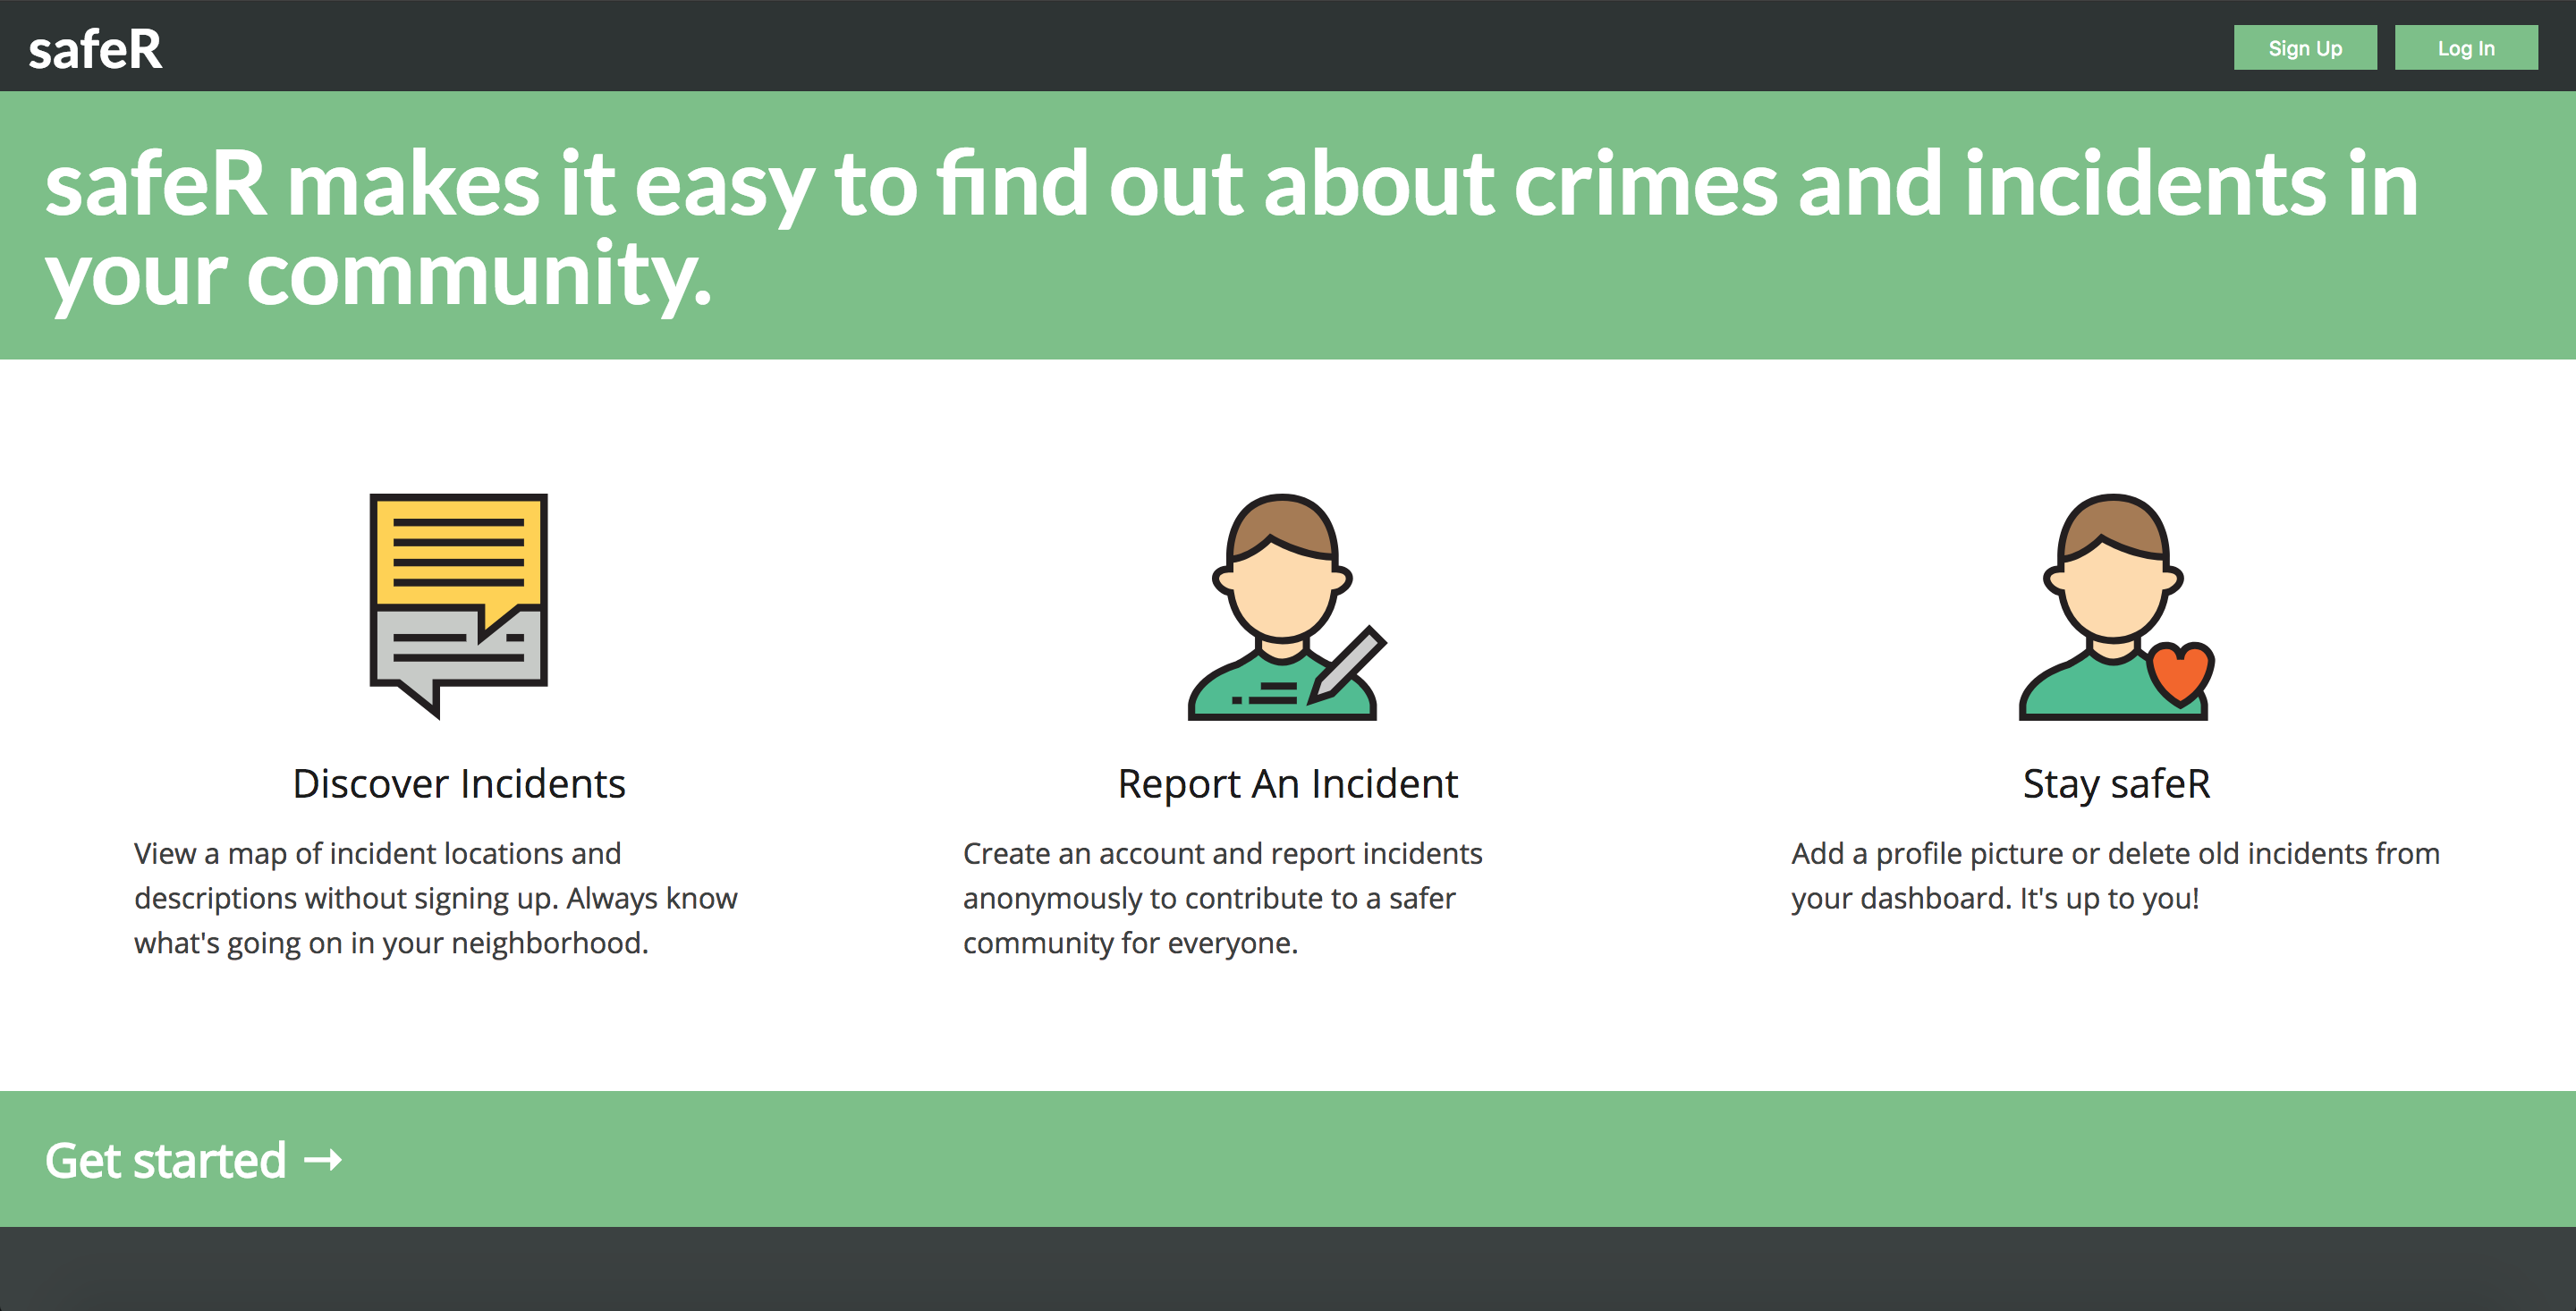 safeR
Sign Up
Log In
safeR makes it easy to find out about crimes and incidents in
your community.
Discover Incidents
View a map of incident locations and
descriptions without signing up. Always know
what's going on in your neighborhood.
Report An Incident
Create an account and report incidents
anonymously to contribute to a safer
community for everyone.
Stay safeR
Add a profile picture or delete old incidents from
your dashboard. It's up to you!
Get started →